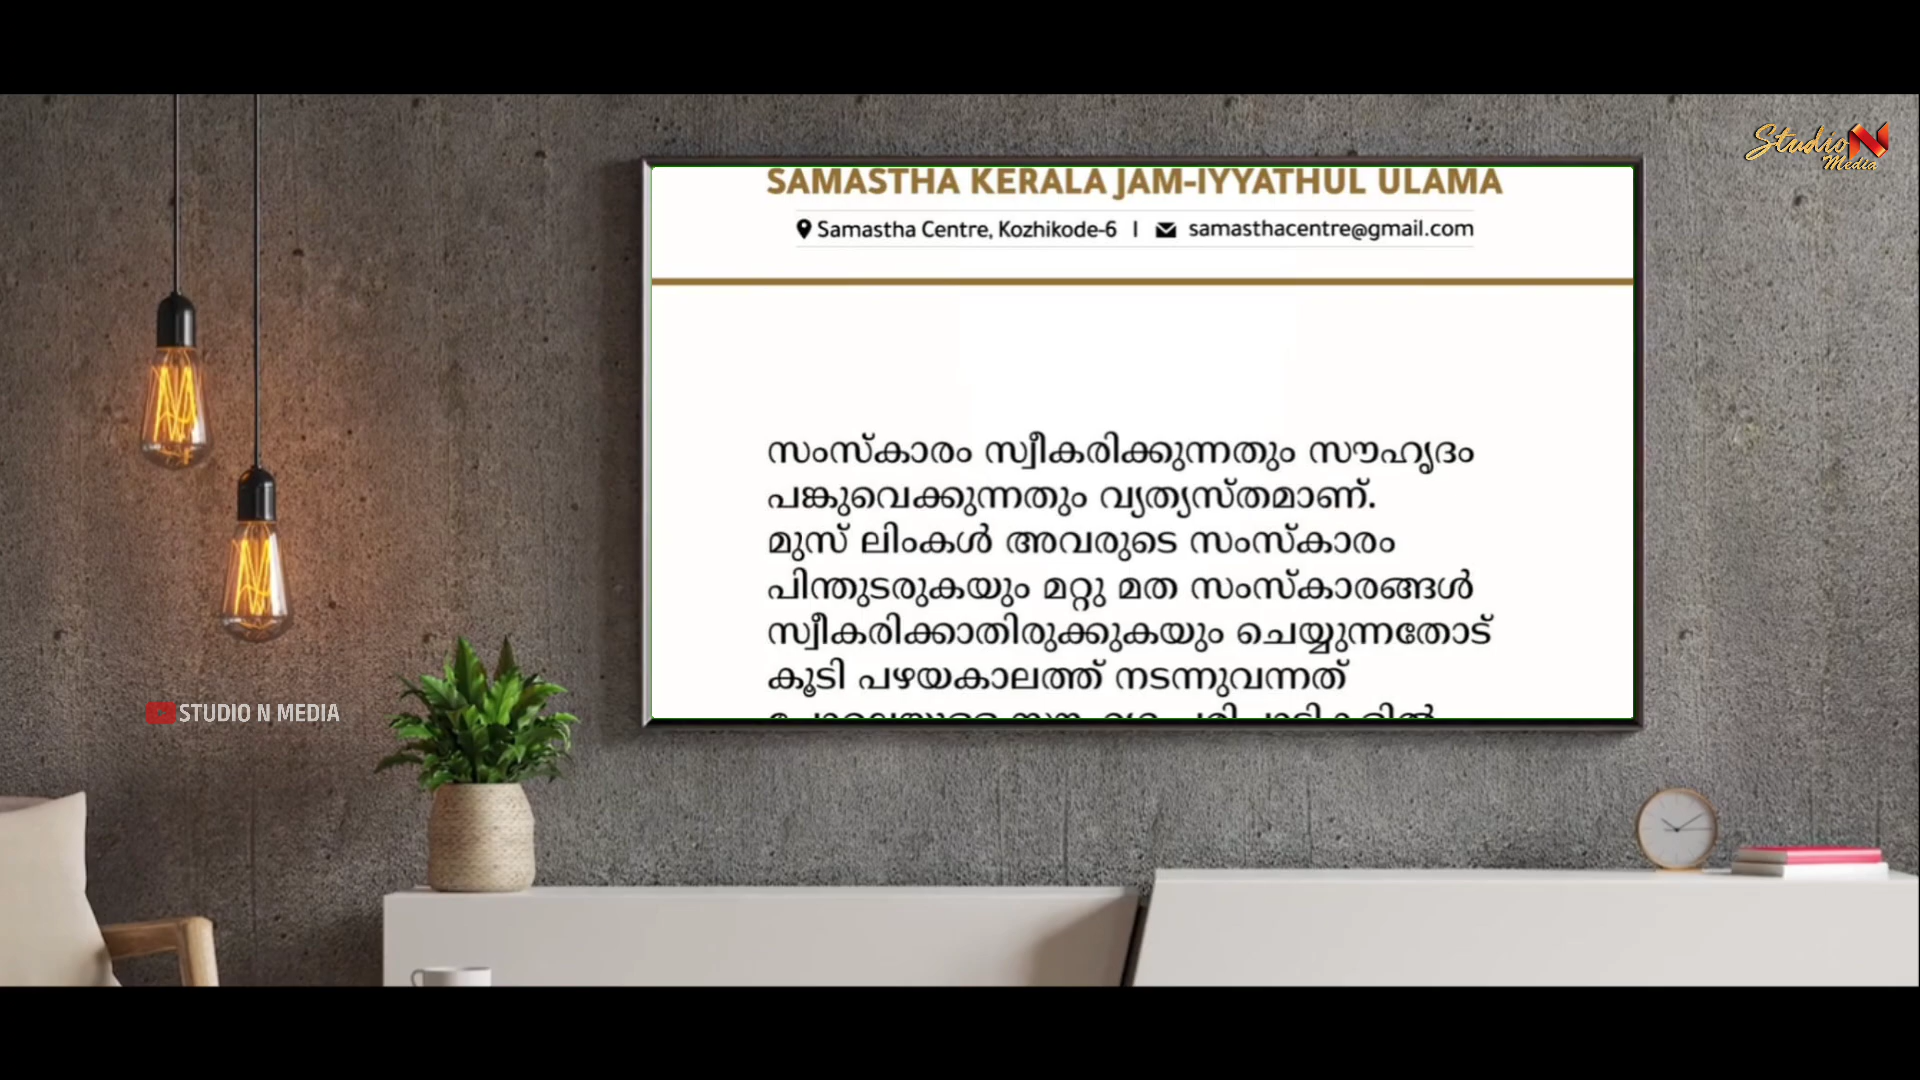 Studio N
Media
SAMASTHA KERALA JAM-IYYATHUL ULAMA
Samastha Centre, Kozhikode-6 | samasthacentre@gmail.com
സംസ്കാരം സ്വീകരിക്കുന്നതും സൗഹൃദം
പങ്കുവെക്കുന്നതും വ്യത്യസ്തമാണ്.
മുസ് ലിംകൾ അവരുടെ സംസ്കാരം
പിന്തുടരുകയും മറ്റു മത സംസ്കാരങ്ങൾ
സ്വീകരിക്കാതിരുക്കുകയും ചെയ്യുന്നതോട്
കൂടി പഴയകാലത്ത് നടന്നുവന്നത്
STUDIO N MEDIA